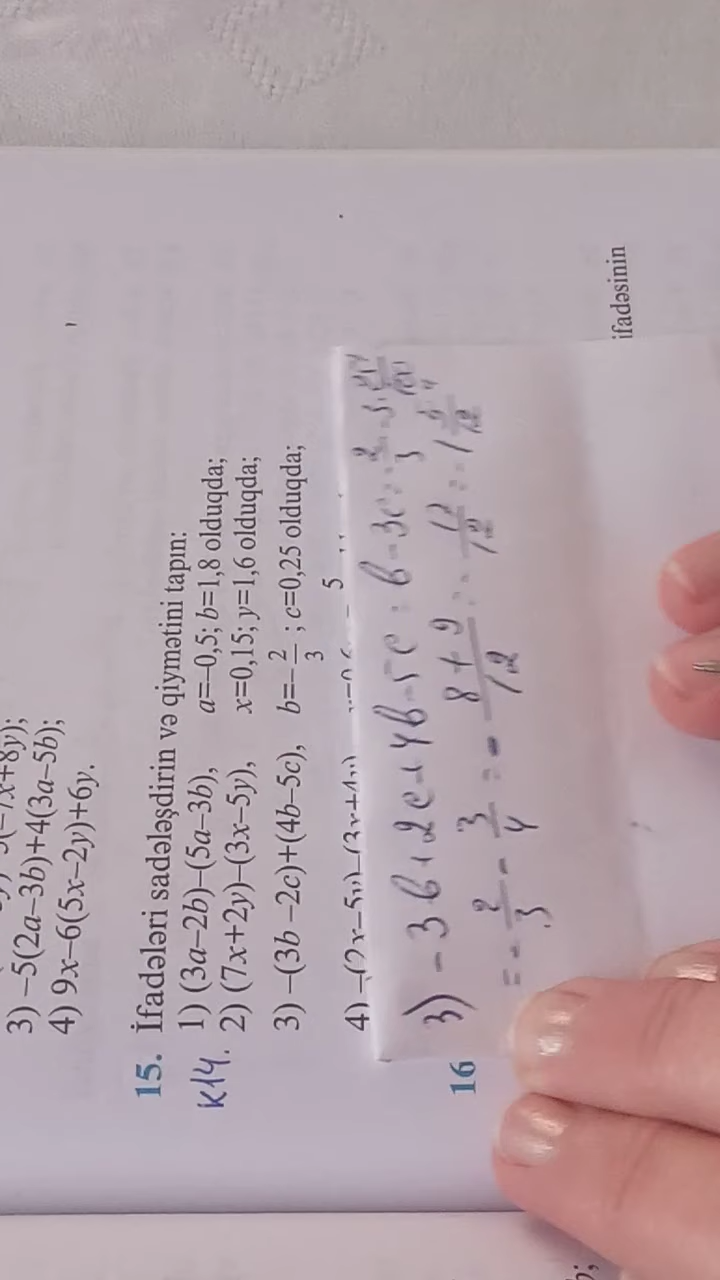 3) –5(2a–3b)+4(3a–5b);
4) 9x–6(5x–2y)+6y.
15. İfadələri sadələşdirin və qiymətini tapın:
K14. 1) (3a–2b)–(5a–3b), a=–0,5; b=1,8 olduqda;
2) (7x+2y)–(3x–5y), x=0,15; y=1,6 olduqda;
3) –(3b–2c)+(4b–5c), b=–2/3; c=0,25 olduqda;
4)
3) -3b+2c+4b-5c=b-3c=
=-2/3-3/4=-8+9/12=-17/12=-1 5/12
16
ifadəsinin